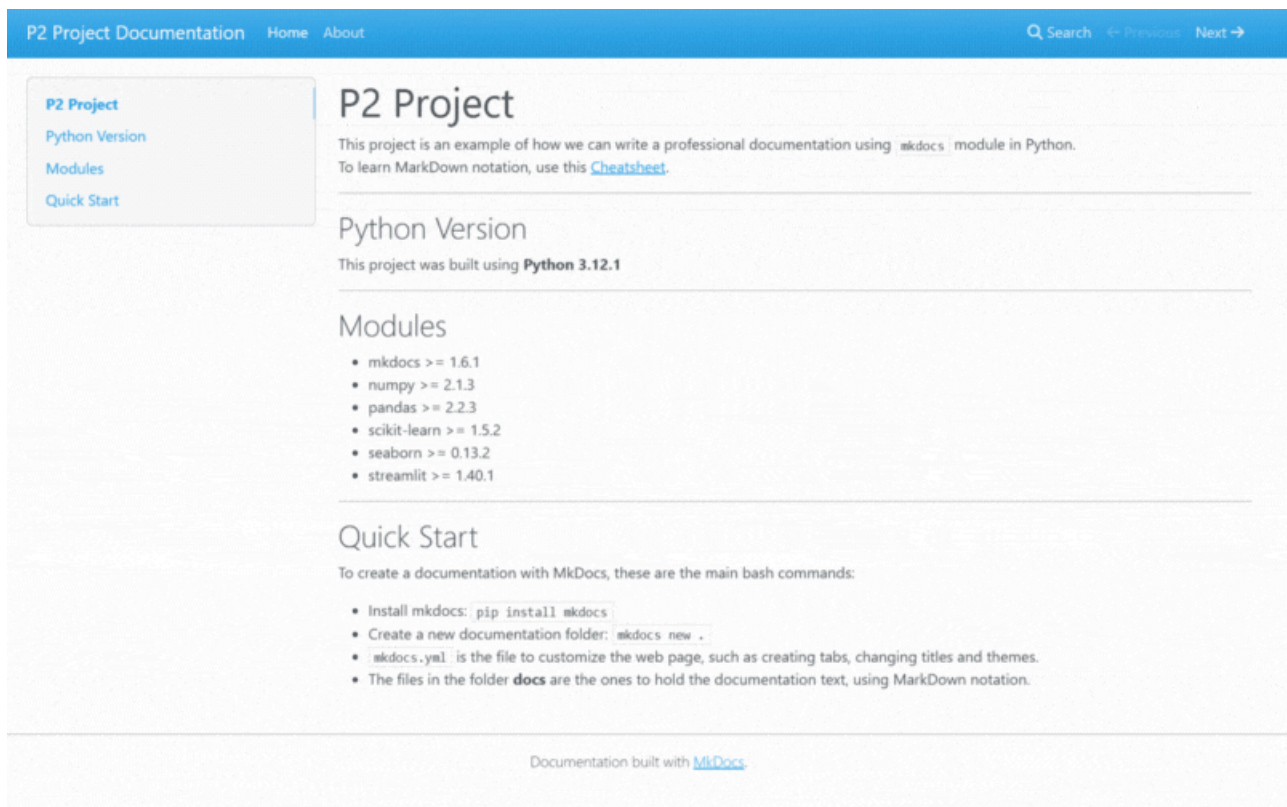 P2 Project Documentation Home About Search ← Previous Next →
P2 Project
Python Version
Modules
Quick Start
P2 Project
This project is an example of how we can write a professional documentation using mkdocs module in Python.
To learn MarkDown notation, use this Cheatsheet.
Python Version
This project was built using Python 3.12.1
Modules
• mkdocs >= 1.6.1
• numpy >= 2.1.3
• pandas >= 2.2.3
• scikit-learn >= 1.5.2
• seaborn >= 0.13.2
• streamlit >= 1.40.1
Quick Start
To create a documentation with MkDocs, these are the main bash commands:
• Install mkdocs: pip install mkdocs
• Create a new documentation folder: mkdocs new .
• mkdocs.yml is the file to customize the web page, such as creating tabs, changing titles and themes.
• The files in the folder docs are the ones to hold the documentation text, using MarkDown notation.
Documentation built with MkDocs.